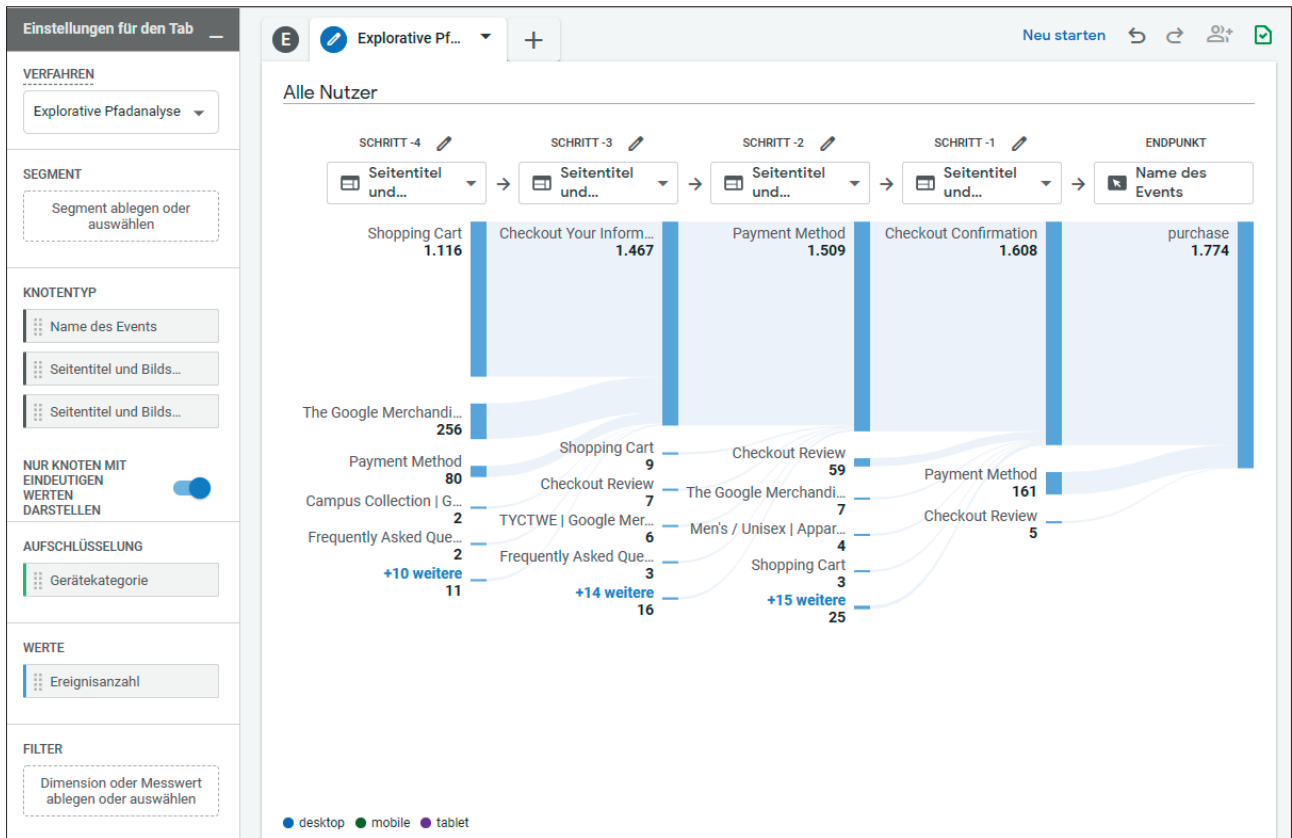 Einstellungen für den Tab
VERFAHREN
Explorative Pfadanalyse
SEGMENT
Segment ablegen oder
auswählen
KNOTENTYP
Name des Events
Seitentitel und Bilds...
Seitentitel und Bilds...
NUR KNOTEN MIT
EINDEUTIGEN
WERTEN
DARSTELLEN
AUFSCHLÜSSELUNG
Gerätekategorie
WERTE
Ereignisanzahl
FILTER
Dimension oder Messwert
ablegen oder auswählen
E
Explorative Pf...
Neu starten
Alle Nutzer
SCHRITT -4
Seitentitel
und...
Shopping Cart
1.116
The Google Merchandi...
256
Payment Method
80
Campus Collection | G...
2
Frequently Asked Que...
2
+10 weitere
11
SCHRITT -3
Seitentitel
und...
Checkout Your Inform...
1.467
Shopping Cart
9
Checkout Review
7
TYCTWE | Google Mer...
6
Frequently Asked Que...
3
+14 weitere
16
SCHRITT -2
Seitentitel
und...
Payment Method
1.509
Checkout Review
59
The Google Merchandi...
7
Men's / Unisex | Appar...
4
Shopping Cart
3
+15 weitere
25
SCHRITT -1
Seitentitel
und...
Checkout Confirmation
1.608
Payment Method
161
Checkout Review
5
ENDPUNKT
Name des
Events
purchase
1.774
desktop mobile tablet